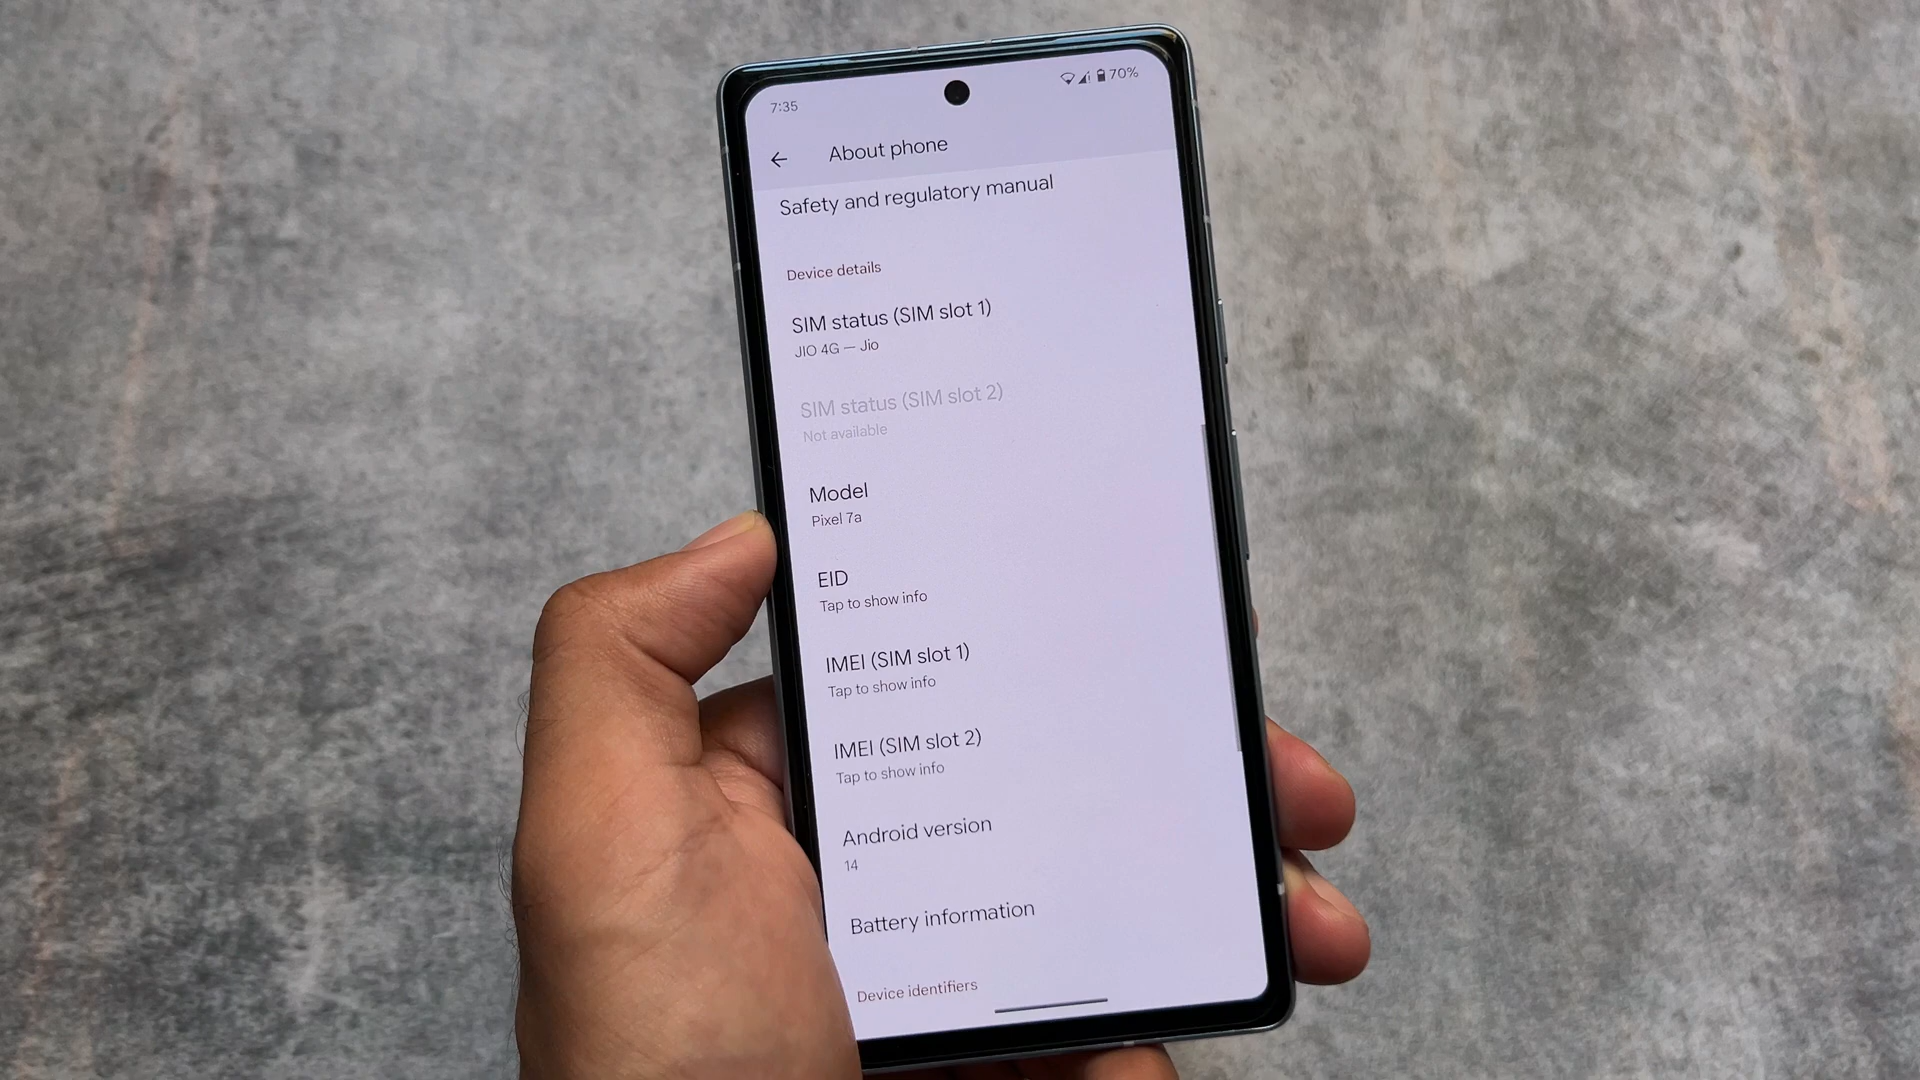 7:35
70%
About phone
Safety and regulatory manual
Device details
SIM status (SIM slot 1)
JIO 4G — Jio
SIM status (SIM slot 2)
Not available
Model
Pixel 7a
EID
Tap to show info
IMEI (SIM slot 1)
Tap to show info
IMEI (SIM slot 2)
Tap to show info
Android version
14
Battery information
Device identifiers